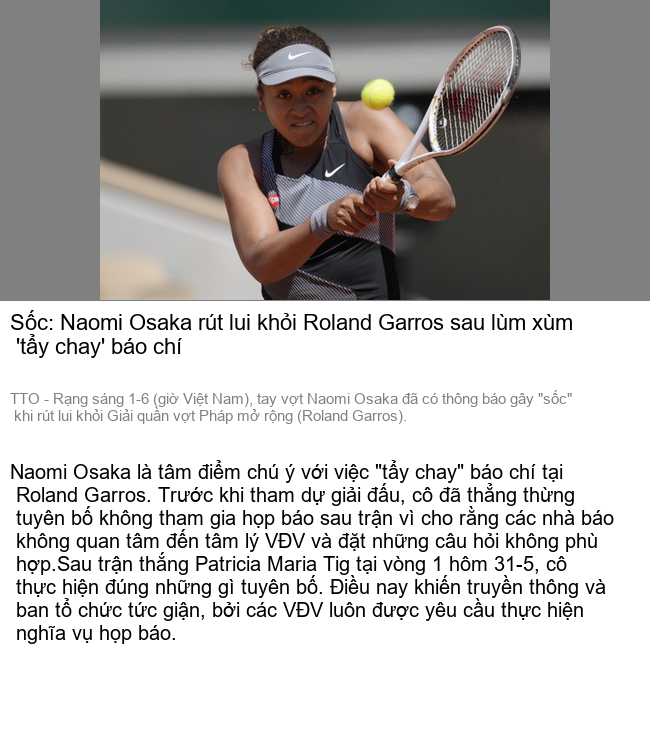 Sốc: Naomi Osaka rút lui khỏi Roland Garros sau lùm xùm
'tẩy chay' báo chí
TTO - Rạng sáng 1-6 (giờ Việt Nam), tay vợt Naomi Osaka đã có thông báo gây "sốc"
khi rút lui khỏi Giải quần vợt Pháp mở rộng (Roland Garros).
Naomi Osaka là tâm điểm chú ý với việc "tẩy chay" báo chí tại
Roland Garros. Trước khi tham dự giải đấu, cô đã thẳng thừng
tuyên bố không tham gia họp báo sau trận vì cho rằng các nhà báo
không quan tâm đến tâm lý VĐV và đặt những câu hỏi không phù
hợp.Sau trận thắng Patricia Maria Tig tại vòng 1 hôm 31-5, cô
thực hiện đúng những gì tuyên bố. Điều nay khiến truyền thông và
ban tổ chức tức giận, bởi các VĐV luôn được yêu cầu thực hiện
nghĩa vụ họp báo.